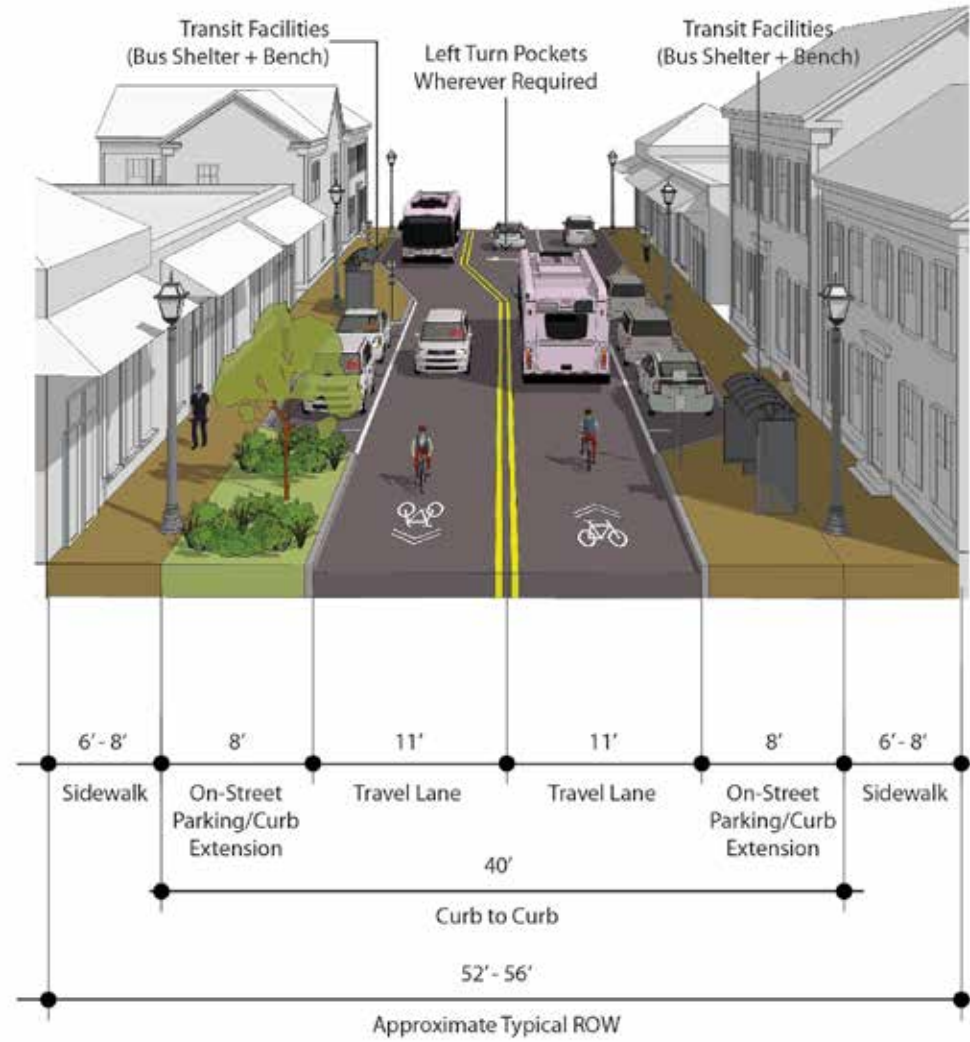 Transit Facilities
(Bus Shelter + Bench)
Left Turn Pockets
Wherever Required
Transit Facilities
(Bus Shelter + Bench)
6' - 8'
8'
11'
11'
8'
6' - 8'
Sidewalk
On-Street
Parking/Curb
Extension
Travel Lane
Travel Lane
On-Street
Parking/Curb
Extension
Sidewalk
40'
Curb to Curb
52' - 56'
Approximate Typical ROW